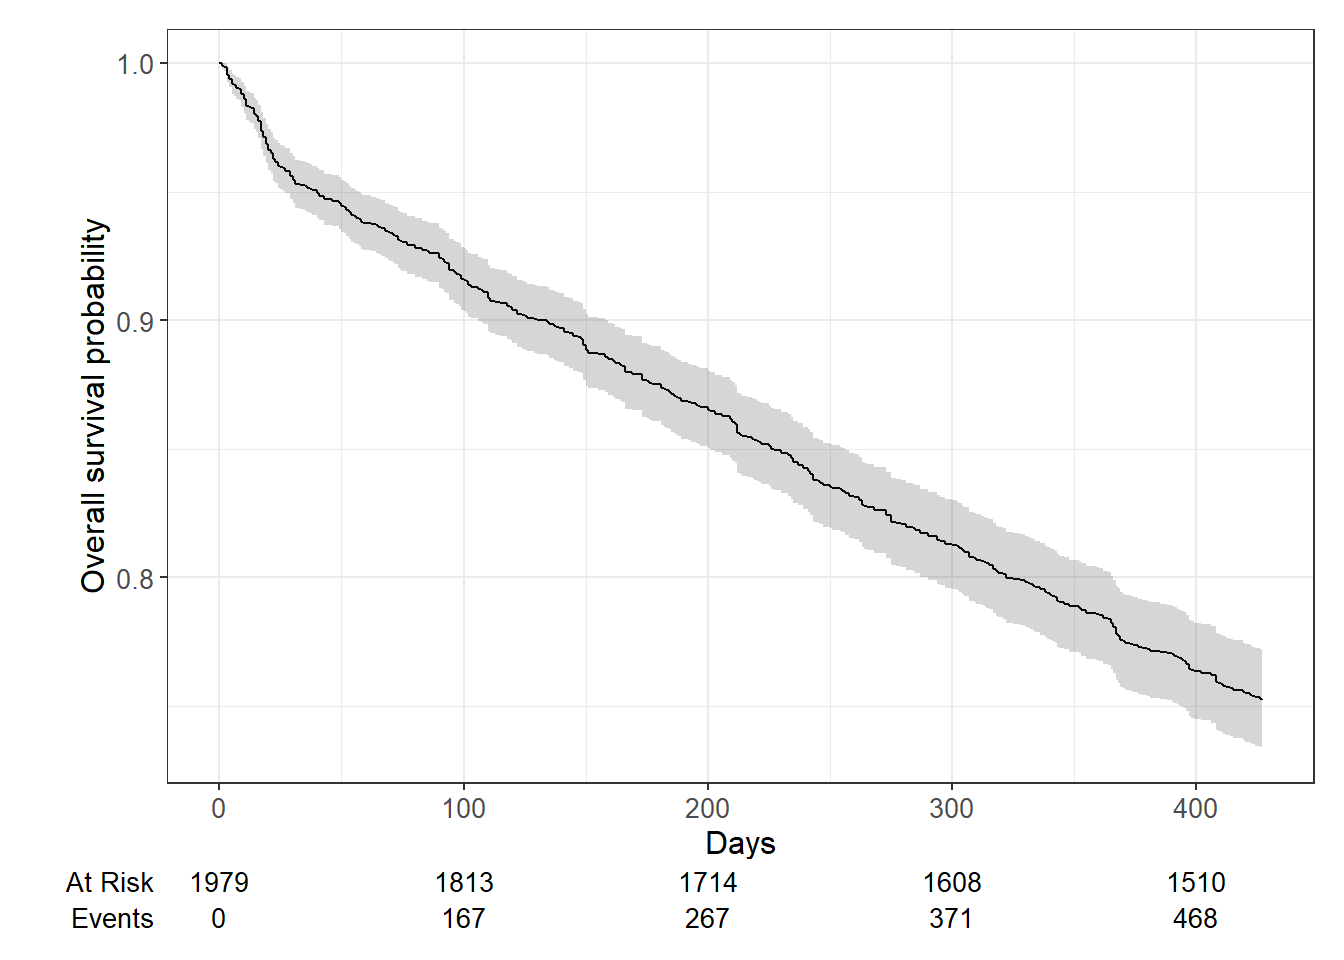 Overall survival probability
1.0
0.9
0.8
0 100 200 300 400
Days
At Risk 1979 1813 1714 1608 1510
Events 0 167 267 371 468